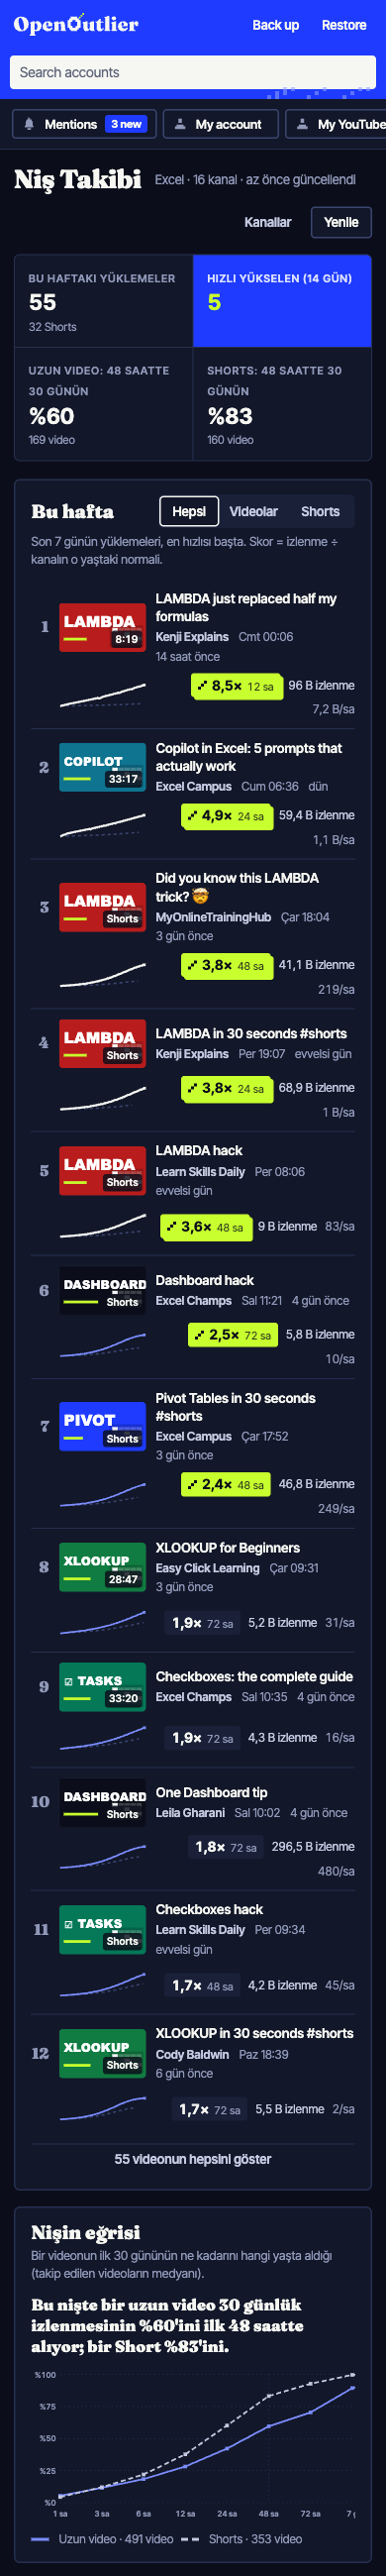 OpenOutlier
Back up Restore
Search accounts
Mentions 3 new My account My YouTube
Niş Takibi Excel · 16 kanal · az önce güncellendi
Kanallar Yenile
BU HAFTAKİ YÜKLEMELER
55
32 Shorts
HIZLI YÜKSELEN (14 GÜN)
5
UZUN VIDEO: 48 SAATTE
30 GÜNÜN
%60
169 video
SHORTS: 48 SAATTE 30
GÜNÜN
%83
160 video
Bu hafta Hepsi Videolar Shorts
Son 7 günün yüklemeleri, en hızlısı başta. Skor = izlenme ÷
kanalın o yaştaki normali.
1 LAMBDA 8:19
LAMBDA just replaced half my
formulas
Kenji Explains Cmt 00:06
14 saat önce
8,5× 12 sa 96 B izlenme
7,2 B/sa
2 COPILOT 33:17
Copilot in Excel: 5 prompts that
actually work
Excel Campus Cum 06:36 dün
4,9× 24 sa 59,4 B izlenme
1,1 B/sa
3 LAMBDA Shorts
Did you know this LAMBDA
trick? 🤯
MyOnlineTrainingHub Çar 18:04
3 gün önce
3,8× 48 sa 41,1 B izlenme
219/sa
4 LAMBDA Shorts
LAMBDA in 30 seconds #shorts
Kenji Explains Per 19:07 evvelsi gün
3,8× 24 sa 68,9 B izlenme
1 B/sa
5 LAMBDA Shorts
LAMBDA hack
Learn Skills Daily Per 08:06
evvelsi gün
3,6× 48 sa 9 B izlenme 83/sa
6 DASHBOARD Shorts
Dashboard hack
Excel Champs Sal 11:21 4 gün önce
2,5× 72 sa 5,8 B izlenme
10/sa
7 PIVOT Shorts
Pivot Tables in 30 seconds
#shorts
Excel Campus Çar 17:52
3 gün önce
2,4× 48 sa 46,8 B izlenme
249/sa
8 XLOOKUP 28:47
XLOOKUP for Beginners
Easy Click Learning Çar 09:31
3 gün önce
1,9× 72 sa 5,2 B izlenme 31/sa
9 ☑ TASKS 33:20
Checkboxes: the complete guide
Excel Champs Sal 10:35 4 gün önce
1,9× 72 sa 4,3 B izlenme 16/sa
10 DASHBOARD Shorts
One Dashboard tip
Leila Gharani Sal 10:02 4 gün önce
1,8× 72 sa 296,5 B izlenme
480/sa
11 ☑ TASKS Shorts
Checkboxes hack
Learn Skills Daily Per 09:34
evvelsi gün
1,7× 48 sa 4,2 B izlenme 45/sa
12 XLOOKUP Shorts
XLOOKUP in 30 seconds #shorts
Cody Baldwin Paz 18:39
6 gün önce
1,7× 72 sa 5,5 B izlenme 2/sa
55 videonun hepsini göster
Nişin eğrisi
Bir videonun ilk 30 gününün ne kadarını hangi yaşta aldığı
(takip edilen videoların medyanı).
Bu nişte bir uzun video 30 günlük
izlenmesinin %60'ini ilk 48 saatte
alıyor; bir Short %83'ini.
%100
%75
%50
%25
%0
1 sa 3 sa 6 sa 12 sa 24 sa 48 sa 72 sa 7 g
Uzun video · 491 video Shorts · 353 video